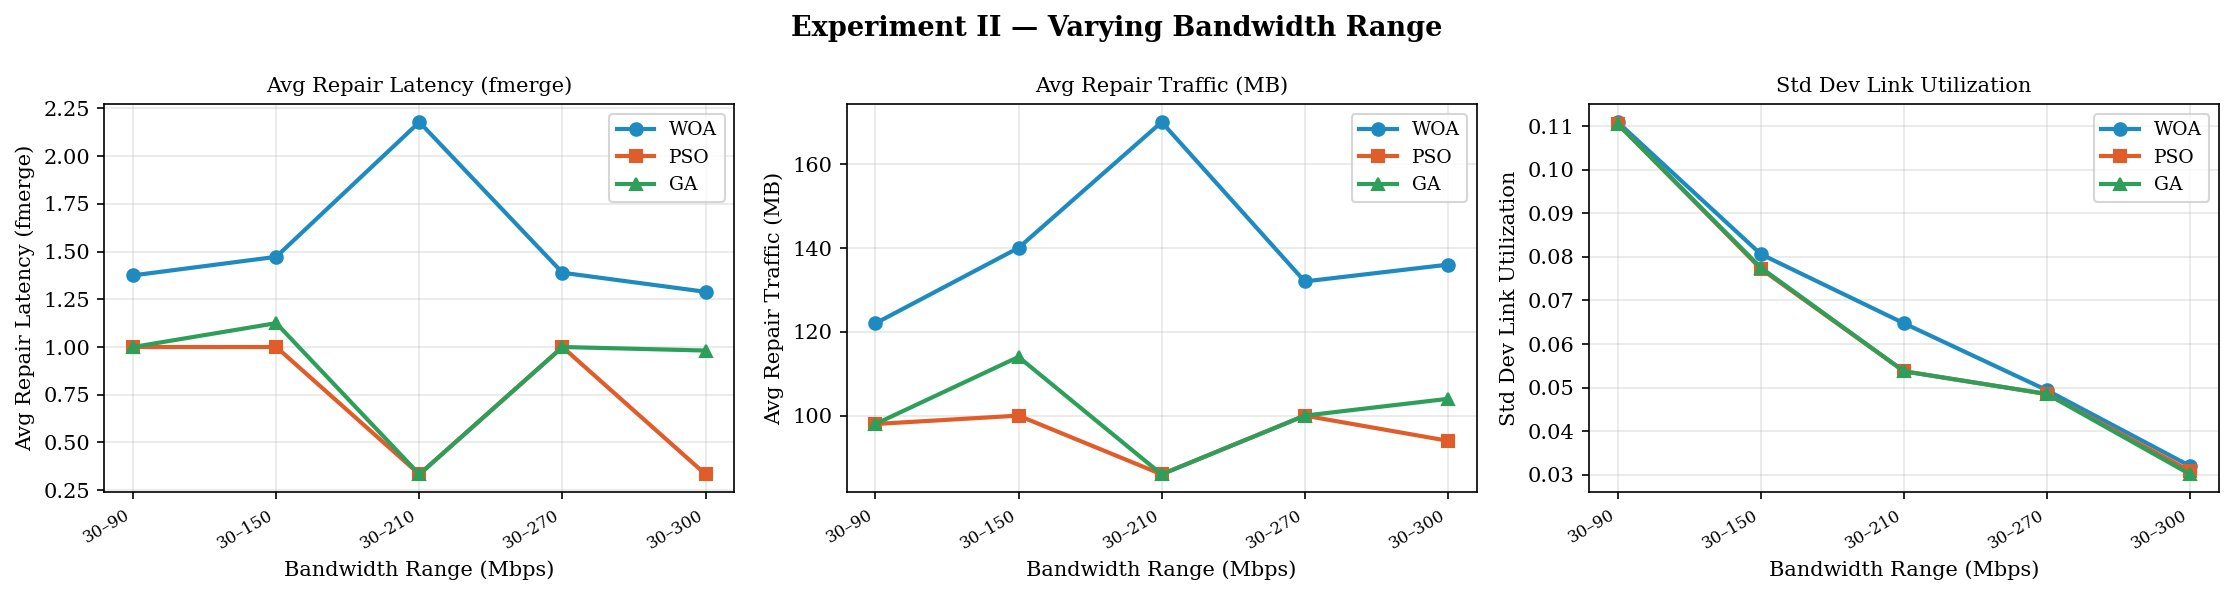 Experiment II — Varying Bandwidth Range
Avg Repair Latency (fmerge)
Avg Repair Latency (fmerge)
2.25
2.00
1.75
1.50
1.25
1.00
0.75
0.50
0.25
WOA
PSO
GA
30–90
30–150
30–210
30–270
30–300
Bandwidth Range (Mbps)
Avg Repair Traffic (MB)
Avg Repair Traffic (MB)
160
140
120
100
WOA
PSO
GA
30–90
30–150
30–210
30–270
30–300
Bandwidth Range (Mbps)
Std Dev Link Utilization
Std Dev Link Utilization
0.11
0.10
0.09
0.08
0.07
0.06
0.05
0.04
0.03
WOA
PSO
GA
30–90
30–150
30–210
30–270
30–300
Bandwidth Range (Mbps)